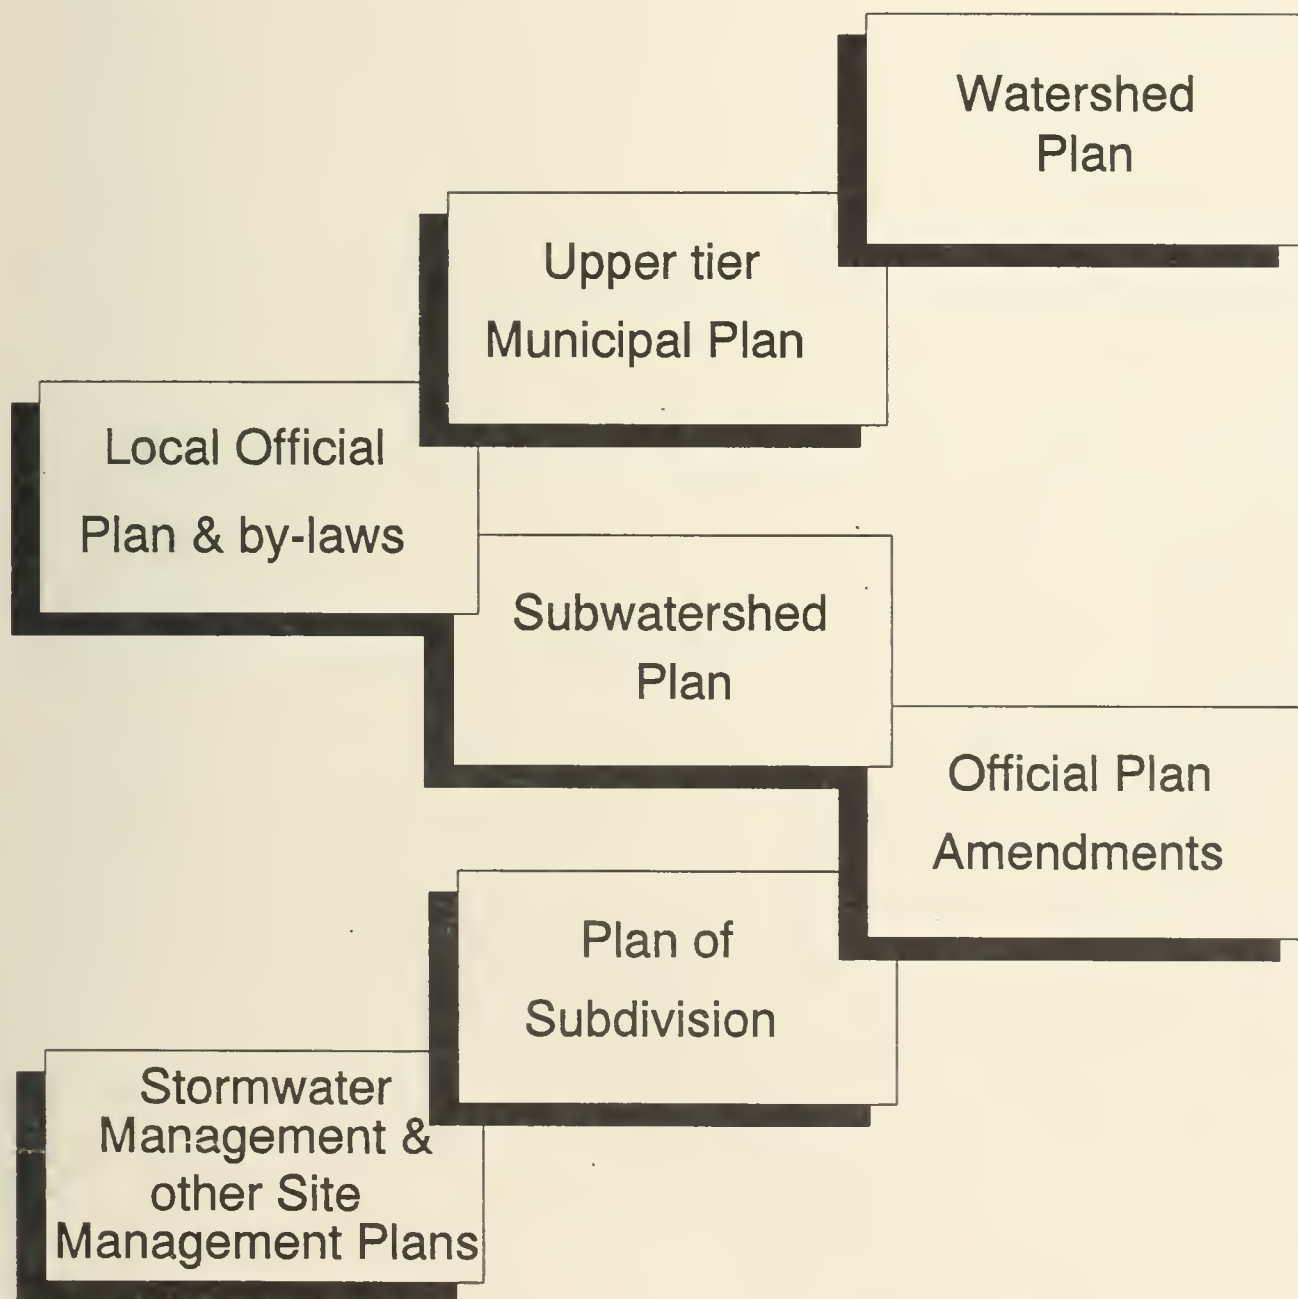 Watershed
Plan
Upper tier
Municipal Plan
Local Official
Plan & by-laws
Subwatershed
Plan
Official Plan
Amendments
Plan of
Subdivision
Stormwater
Management &
other Site
Management Plans